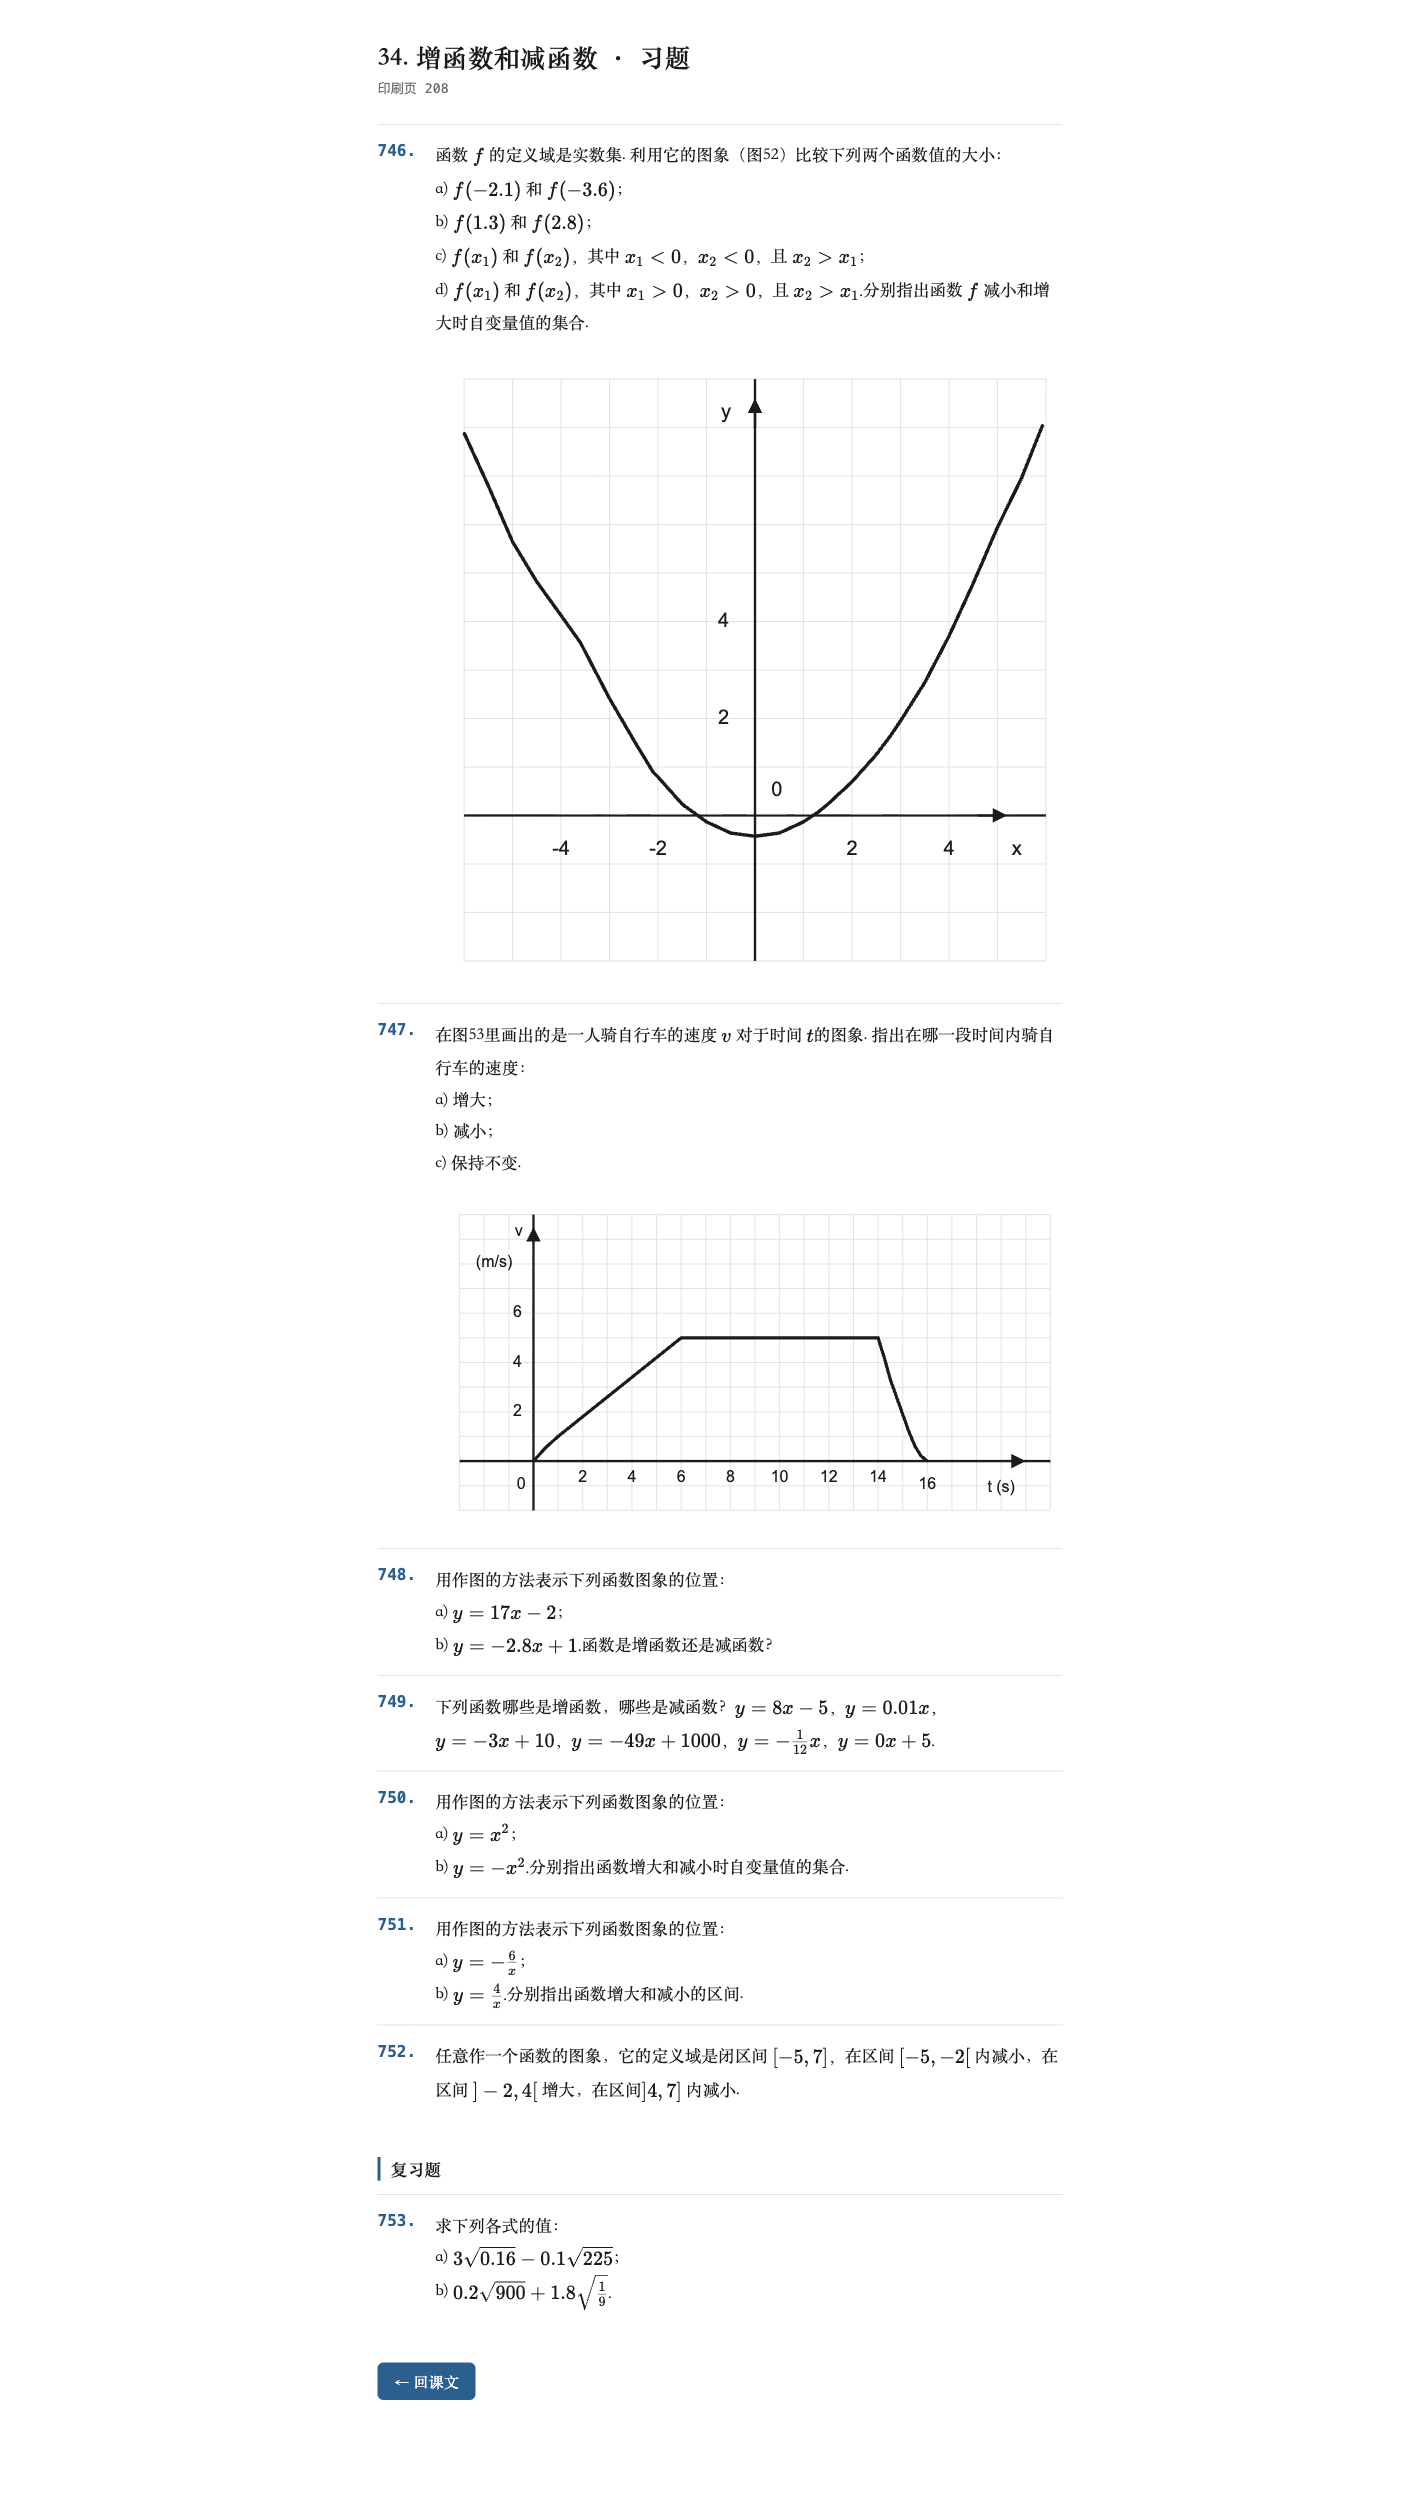 34. 增函数和减函数 · 习题
印刷页 208
746.
函数 f 的定义域是实数集. 利用它的图象（图52）比较下列两个函数值的大小：
a) f(−2.1) 和 f(−3.6)；
b) f(1.3) 和 f(2.8)；
c) f(x₁) 和 f(x₂)，其中 x₁ < 0，x₂ < 0，且 x₂ > x₁；
d) f(x₁) 和 f(x₂)，其中 x₁ > 0，x₂ > 0，且 x₂ > x₁.分别指出函数 f 减小和增
大时自变量值的集合.
y
4
2
0
-4 -2 2 4 x
747.
在图53里画出的是一人骑自行车的速度 v 对于时间 t的图象. 指出在哪一段时间内骑自
行车的速度：
a) 增大；
b) 减小；
c) 保持不变.
v
(m/s)
6
4
2
0 2 4 6 8 10 12 14 16 t (s)
748.
用作图的方法表示下列函数图象的位置：
a) y = 17x − 2；
b) y = −2.8x + 1.函数是增函数还是减函数？
749.
下列函数哪些是增函数，哪些是减函数？y = 8x − 5，y = 0.01x，
y = −3x + 10，y = −49x + 1000，y = −1/12 x，y = 0x + 5.
750.
用作图的方法表示下列函数图象的位置：
a) y = x²；
b) y = −x².分别指出函数增大和减小时自变量值的集合.
751.
用作图的方法表示下列函数图象的位置：
a) y = −6/x；
b) y = 4/x.分别指出函数增大和减小的区间.
752.
任意作一个函数的图象，它的定义域是闭区间 [−5, 7]，在区间 [−5, −2[ 内减小，在
区间 ] − 2, 4[ 增大，在区间]4, 7] 内减小.
复习题
753.
求下列各式的值：
a) 3√0.16 − 0.1√225；
b) 0.2√900 + 1.8√1/9.
← 回课文